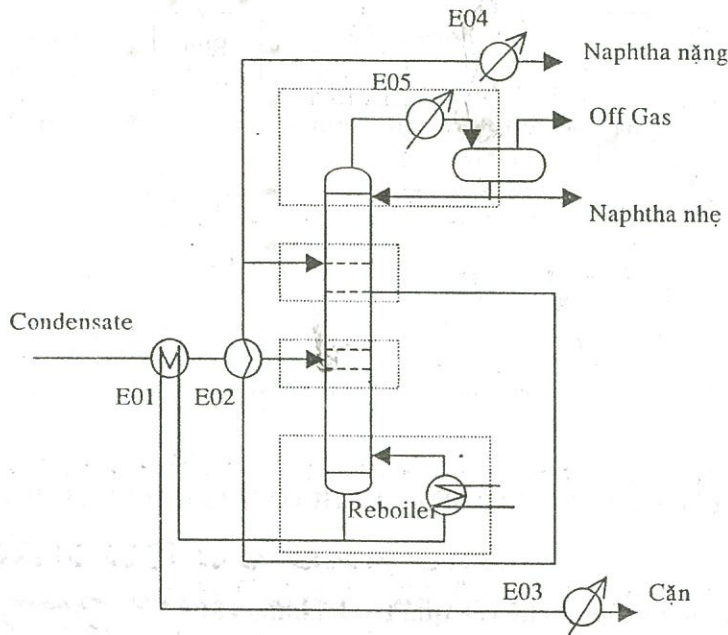 E04
Naphtha nặng
E05
Off Gas
Naphtha nhẹ
Condensate
E01
E02
Reboiler
E03
Cặn